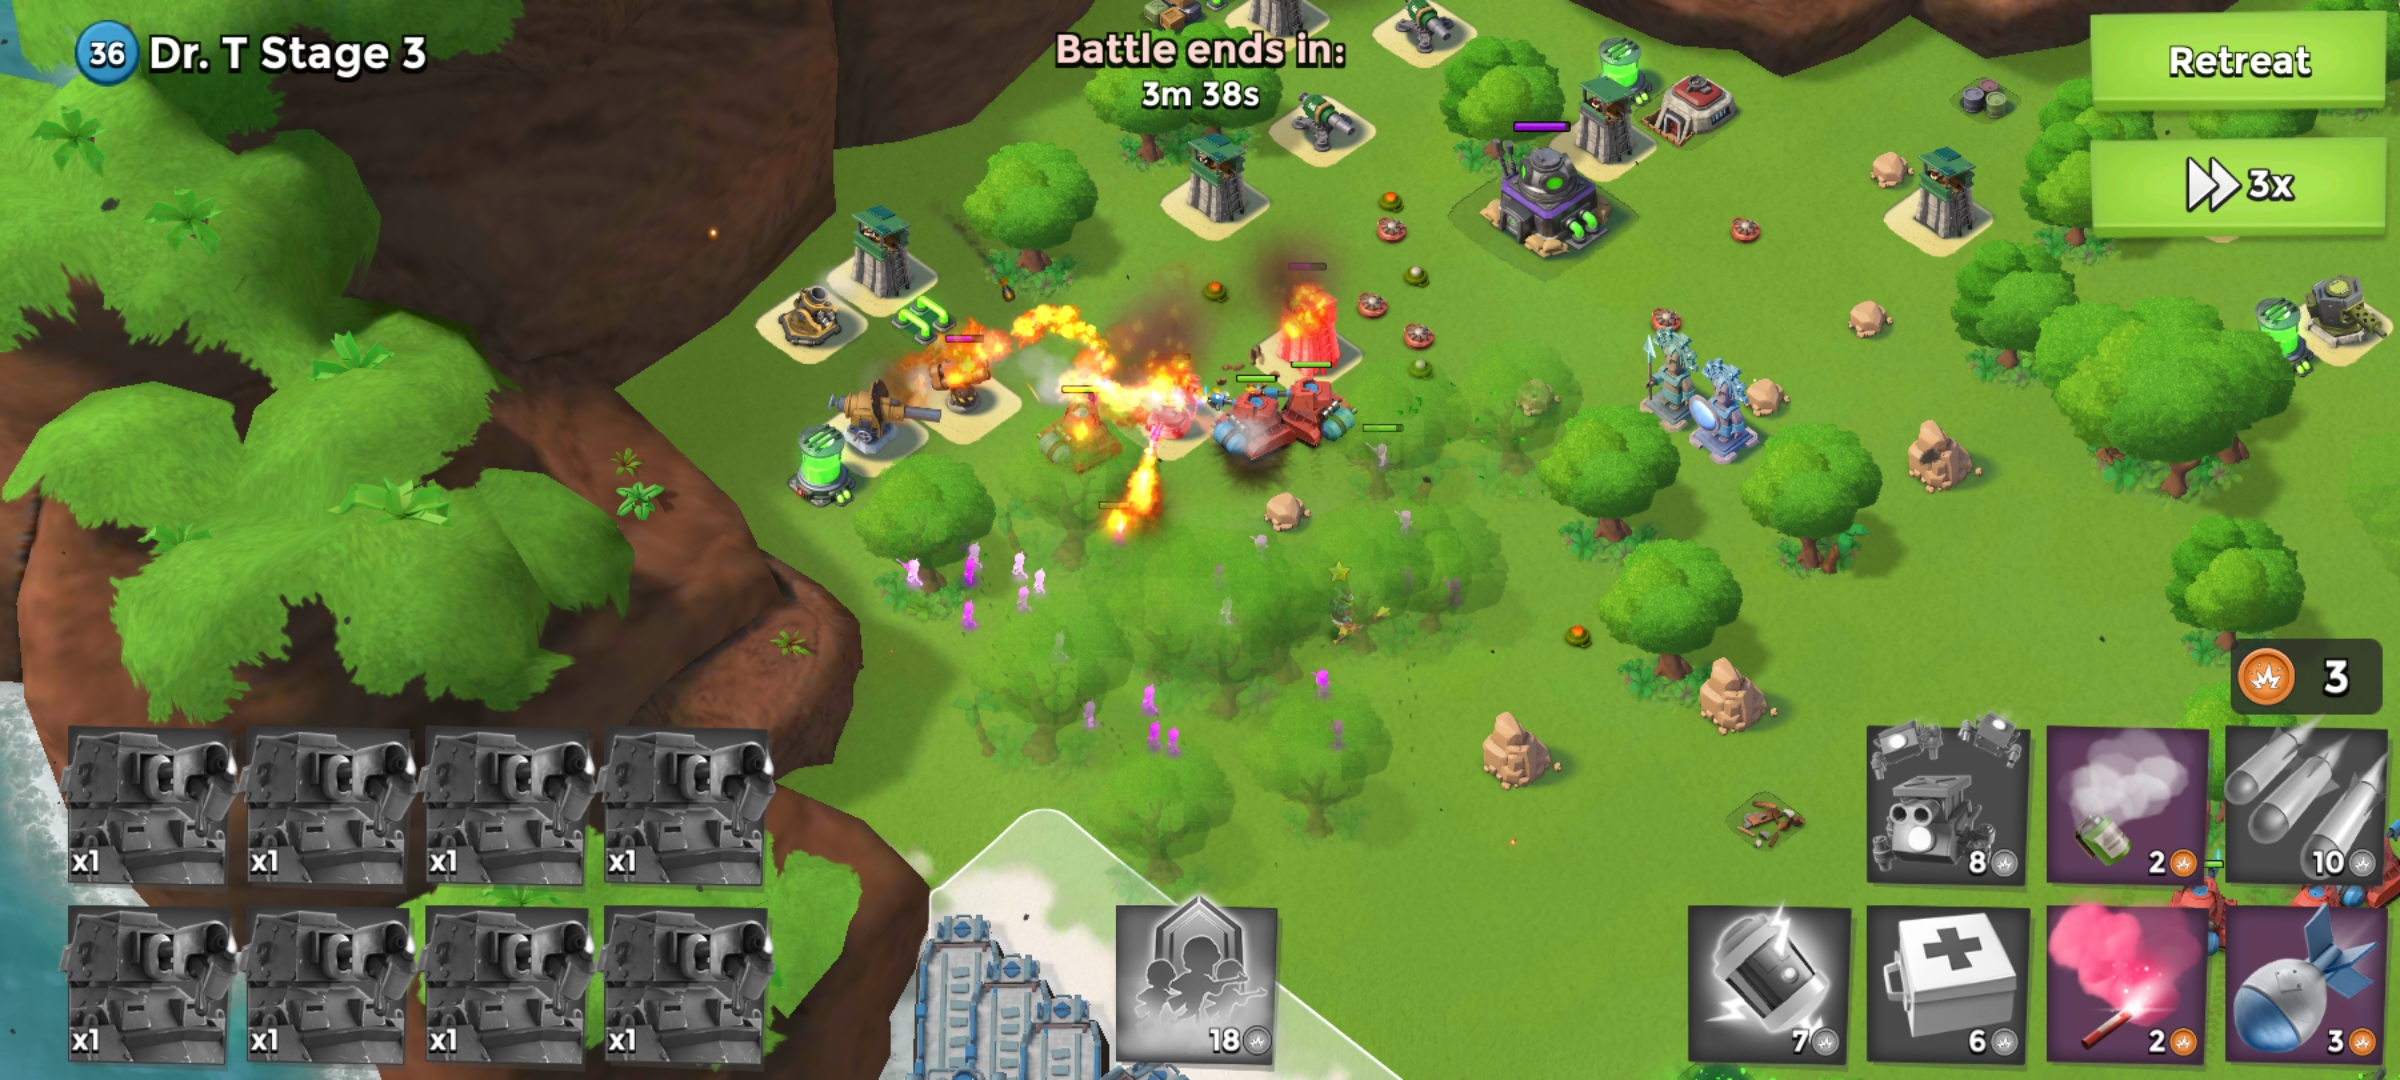 36 Dr. T Stage 3
Battle ends in:
3m 38s
Retreat
3x
3
x1 x1 x1 x1
8 2 10
x1 x1 x1 x1
18 7 6 2 3